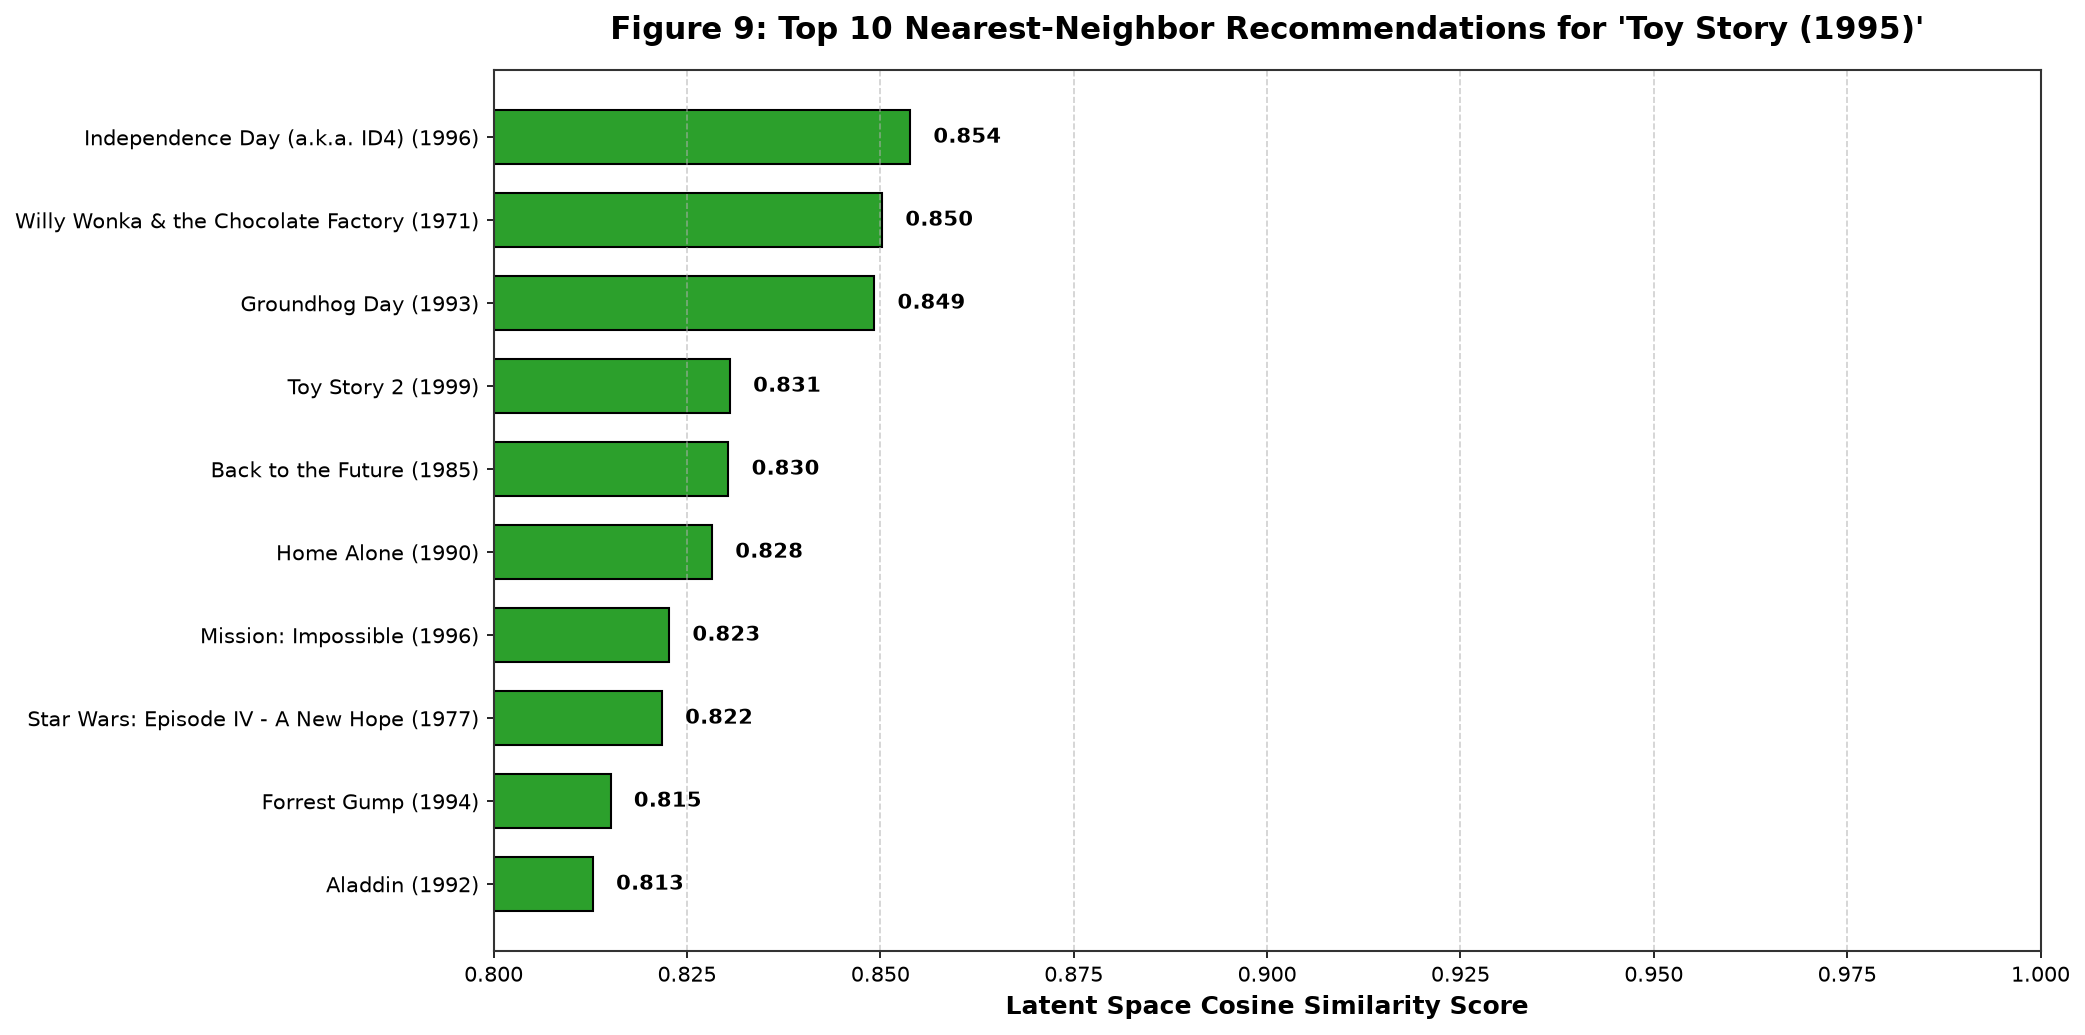 Figure 9: Top 10 Nearest-Neighbor Recommendations for 'Toy Story (1995)'
Independence Day (a.k.a. ID4) (1996) 0.854
Willy Wonka & the Chocolate Factory (1971) 0.850
Groundhog Day (1993) 0.849
Toy Story 2 (1999) 0.831
Back to the Future (1985) 0.830
Home Alone (1990) 0.828
Mission: Impossible (1996) 0.823
Star Wars: Episode IV - A New Hope (1977) 0.822
Forrest Gump (1994) 0.815
Aladdin (1992) 0.813
0.800 0.825 0.850 0.875 0.900 0.925 0.950 0.975 1.000
Latent Space Cosine Similarity Score